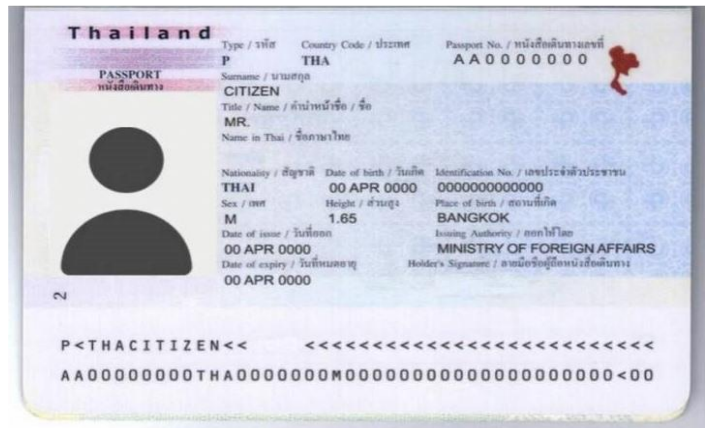 Thailand
PASSPORT
หนังสือเดินทาง
Type / รหัส Country Code / ประเทศ Passport No. / หนังสือเดินทางเลขที่
P THA AA0000000
Surname / นามสกุล
CITIZEN
Title / Name / คำนำหน้าชื่อ / ชื่อ
MR.
Name in Thai / ชื่อภาษาไทย
Nationality / สัญชาติ Date of birth / วันเกิด Identification No. / เลขประจำตัวประชาชน
THAI 00 APR 0000 0000000000000
Sex / เพศ Height / ส่วนสูง Place of birth / สถานที่เกิด
M 1.65 BANGKOK
Date of issue / วันที่ออก Issuing Authority / ออกให้โดย
00 APR 0000 MINISTRY OF FOREIGN AFFAIRS
Date of expiry / วันที่หมดอายุ Holder's Signature / ลายมือชื่อผู้ถือหนังสือเดินทาง
00 APR 0000
2
P<THACITIZEN<< <<<<<<<<<<<<<<<<<<<<<<<<<<
AA00000000THA0000000M00000000000000000000<00